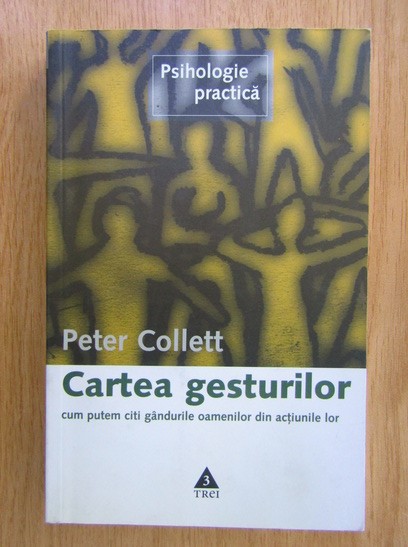 Psihologie
practică
Peter Collett
Cartea gesturilor
cum putem citi gândurile oamenilor din acțiunile lor
3
TREI